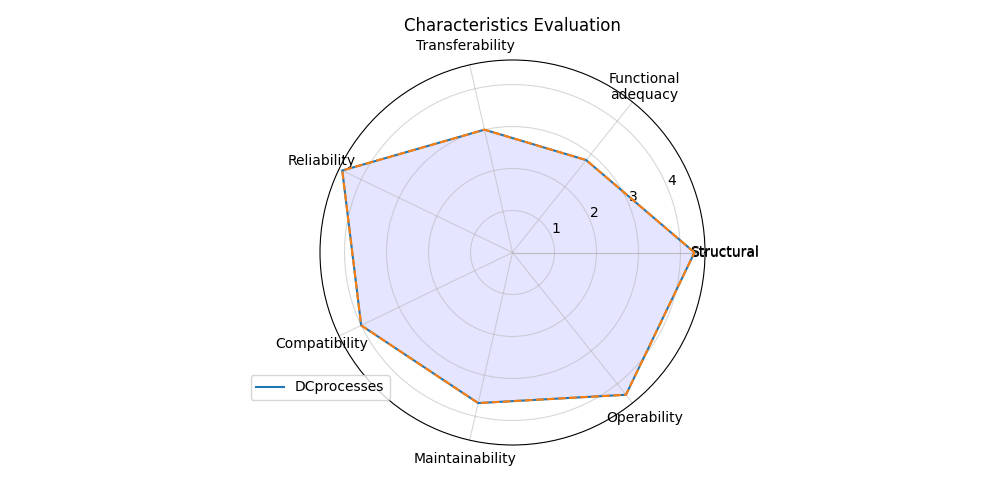 Characteristics Evaluation
Transferability
Functional
adequacy
Reliability
4
3
2
1
Structural
Compatibility
DCprocesses
Operability
Maintainability